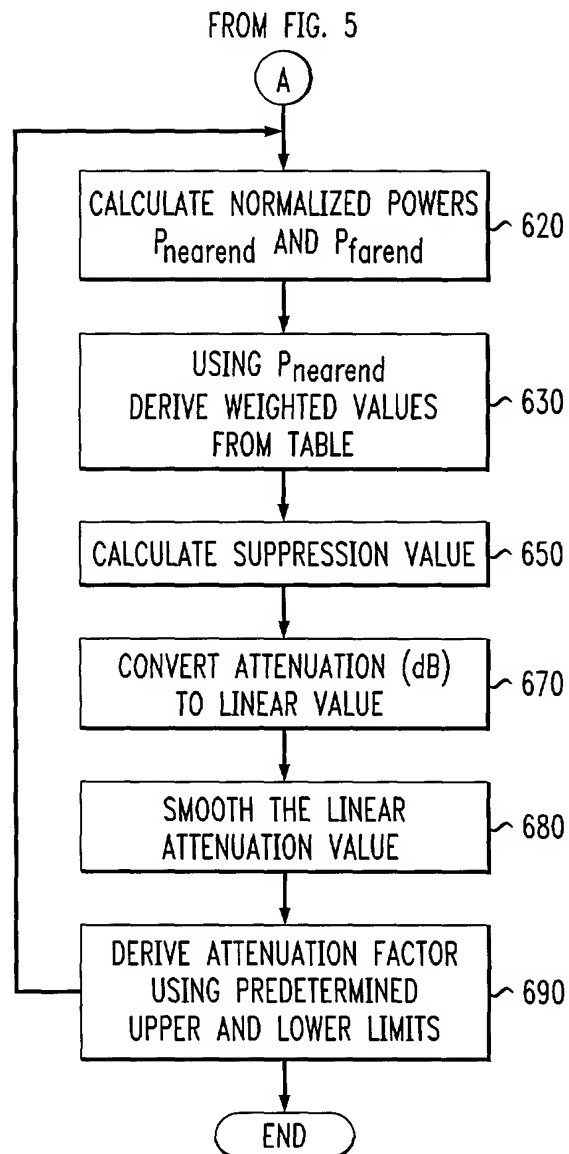 FROM FIG. 5
A
CALCULATE NORMALIZED POWERS
Pnearend AND Pfarend
620
USING Pnearend
DERIVE WEIGHTED VALUES
FROM TABLE
630
CALCULATE SUPPRESSION VALUE
650
CONVERT ATTENUATION (dB)
TO LINEAR VALUE
670
SMOOTH THE LINEAR
ATTENUATION VALUE
680
DERIVE ATTENUATION FACTOR
USING PREDETERMINED
UPPER AND LOWER LIMITS
690
END